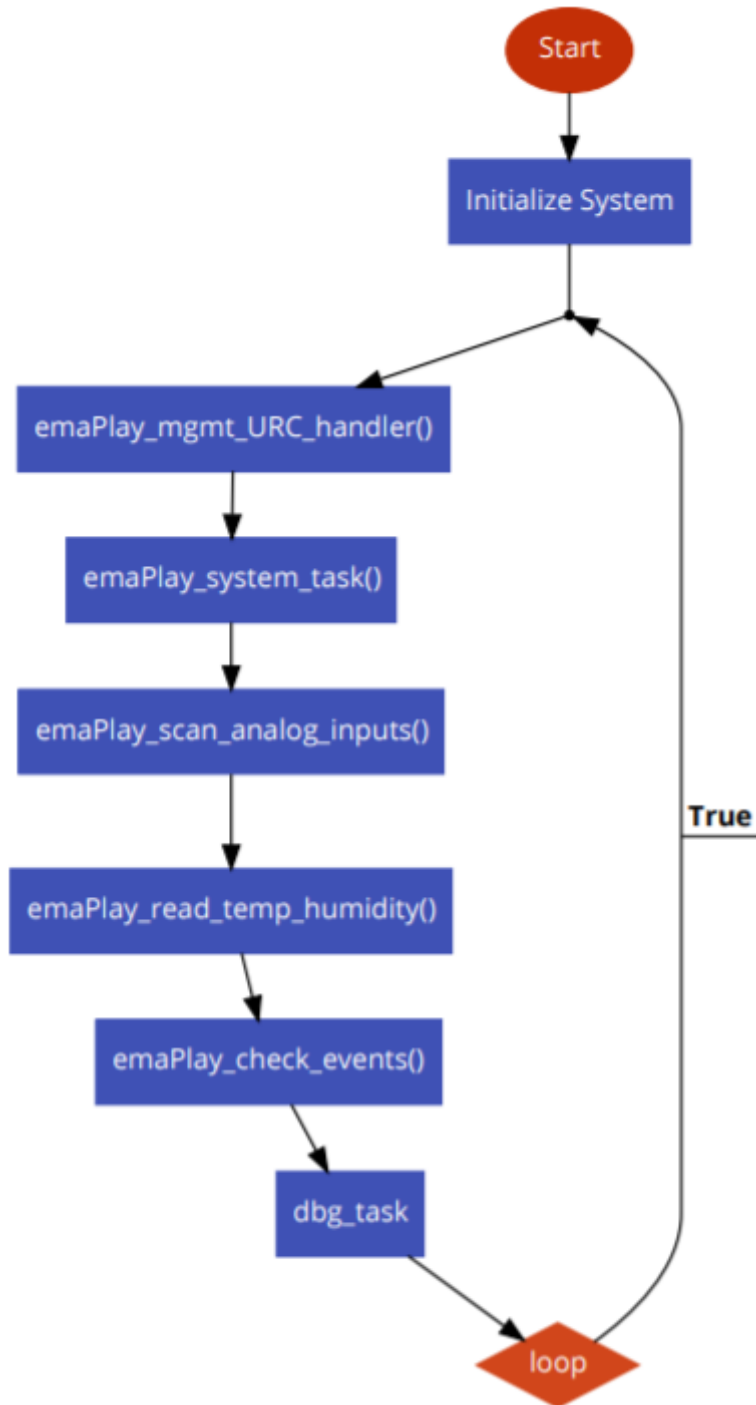 Start
Initialize System
emaPlay_mgmt_URC_handler()
emaPlay_system_task()
emaPlay_scan_analog_inputs()
True
emaPlay_read_temp_humidity()
emaPlay_check_events()
dbg_task
loop